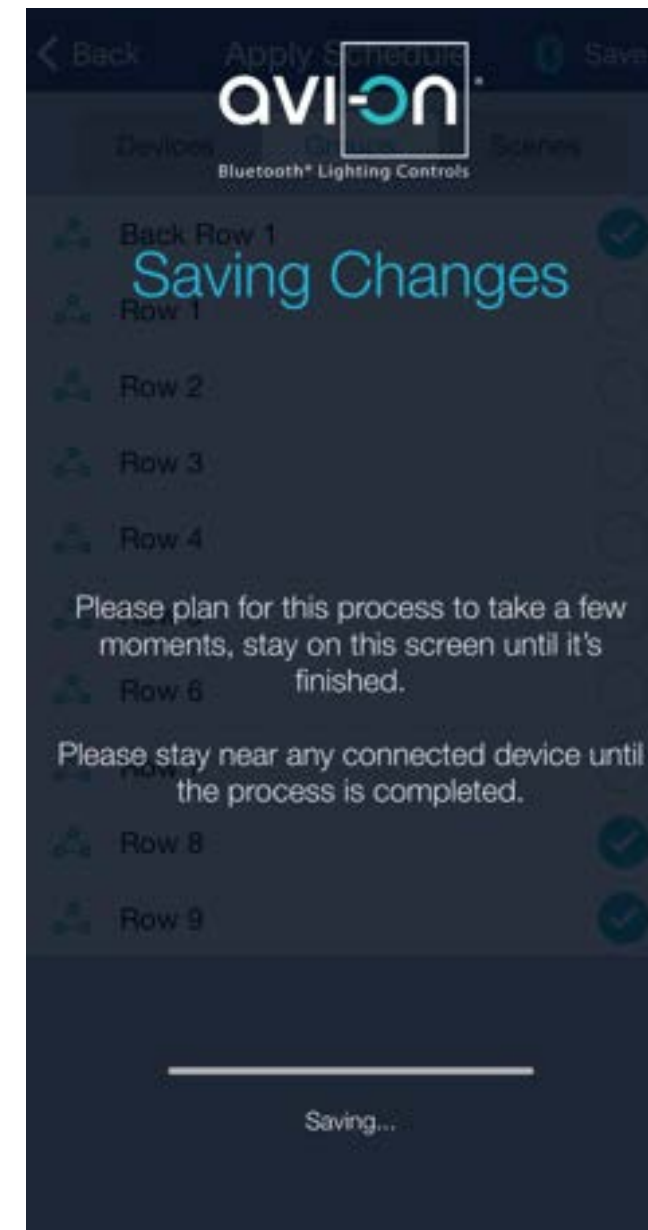 Back Apply Schedule Save
avi-on®
Devices Groups Scenes
Bluetooth® Lighting Controls
Back Row 1
Saving Changes
Row 1
Row 2
Row 3
Row 4
Please plan for this process to take a few
moments, stay on this screen until it's
finished.
Row 6
Please stay near any connected device until
the process is completed.
Row 8
Row 9
Saving...